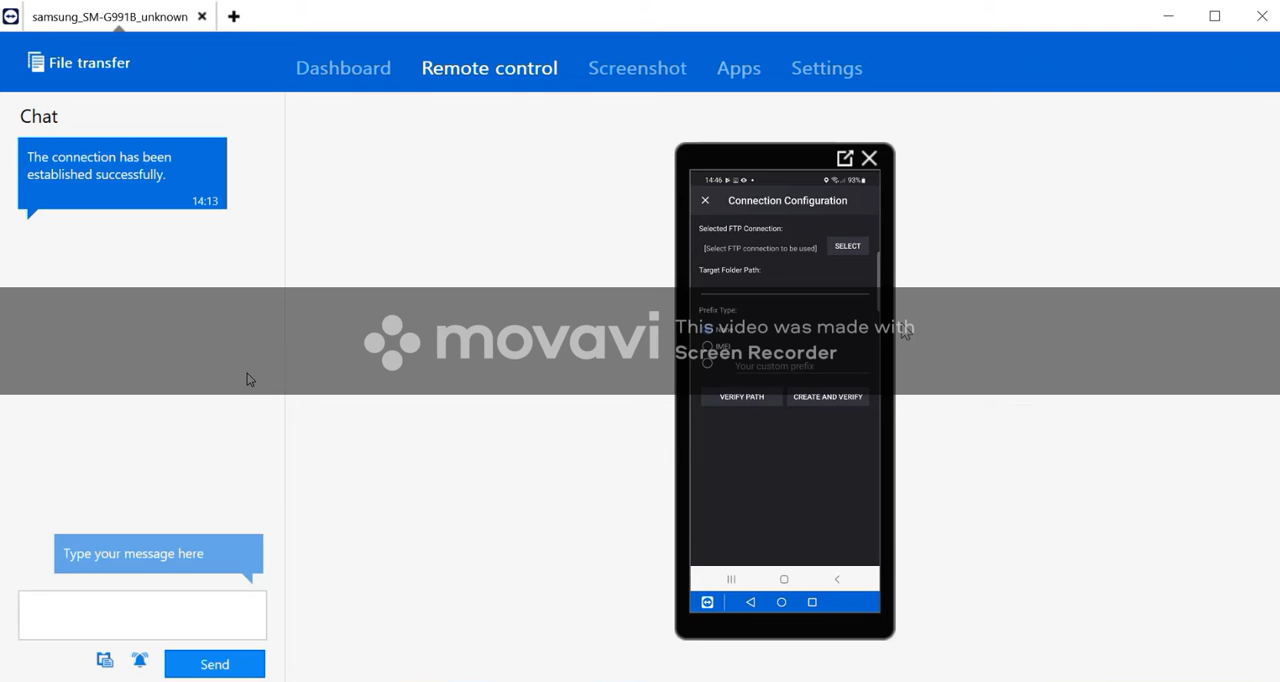 samsung_SM-G991B_unknown
File transfer
Dashboard
Remote control
Screenshot
Apps
Settings
Chat
The connection has been
established successfully.
14:13
14:46
93%
Connection Configuration
Selected FTP Connection:
[Select FTP connection to be used]
SELECT
Target Folder Path:
Prefix Type:
movavi
This video was made with
Screen Recorder
IMEI
Your custom prefix
VERIFY PATH
CREATE AND VERIFY
Type your message here
Send